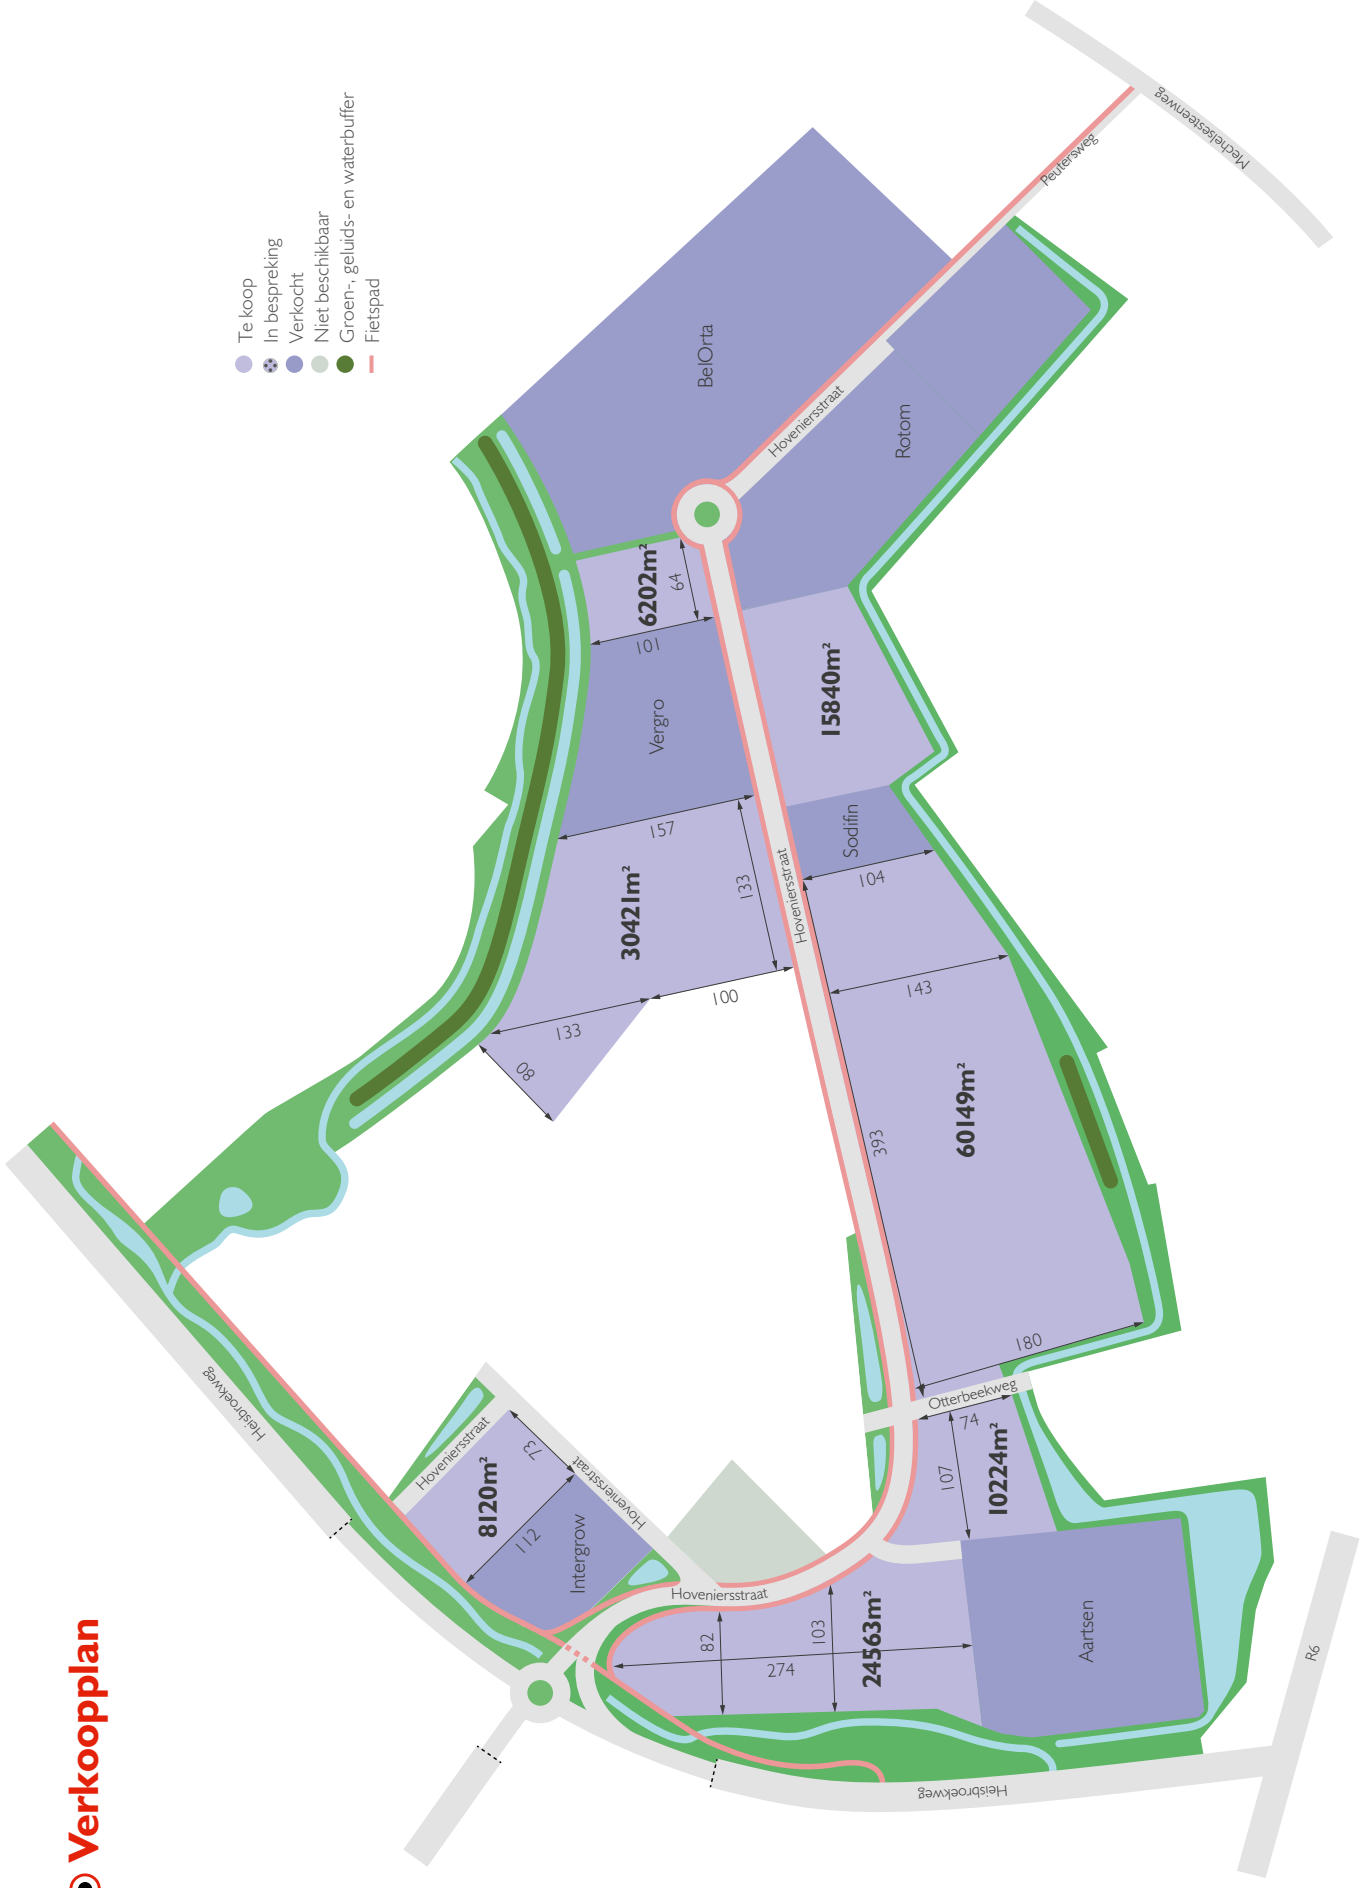 Verkoopplan
Te koop
In bespreking
Verkocht
Niet beschikbaar
Groen-, geluids- en waterbuffer
Fietspad
Mechelsesteenweg
Peutersweg
BelOrta
Hoveniersstraat
Rotom
6202m²
64
101
Vergro
15840m²
157
133
Sodifin
104
Hoveniersstraat
30421m²
100
133
80
143
60149m²
393
180
Otterbeekweg
74
107
10224m²
Heisbroekweg
Hoveniersstraat
73
8120m²
112
Hoveniersstraat
Intergrow
Hoveniersstraat
82
103
274
24563m²
Aartsen
Heisbroekweg
R6